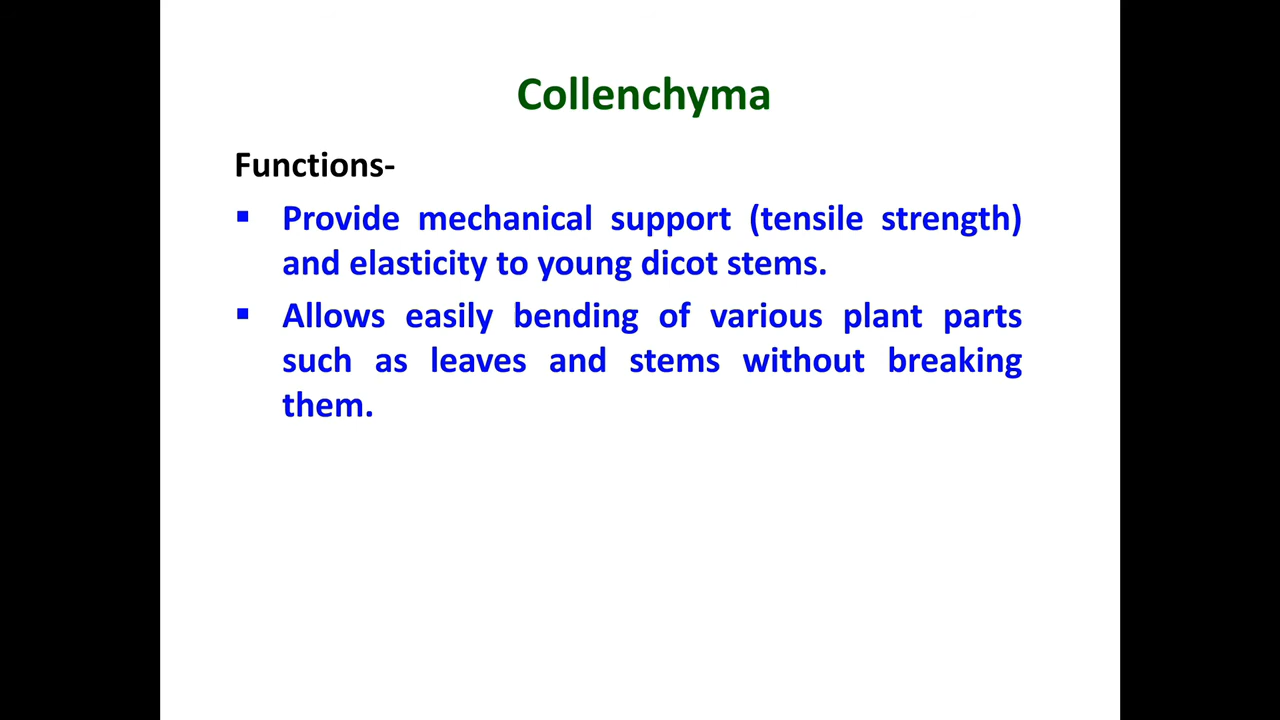 Collenchyma
Functions-
▪ Provide mechanical support (tensile strength)
and elasticity to young dicot stems.
▪ Allows easily bending of various plant parts
such as leaves and stems without breaking
them.